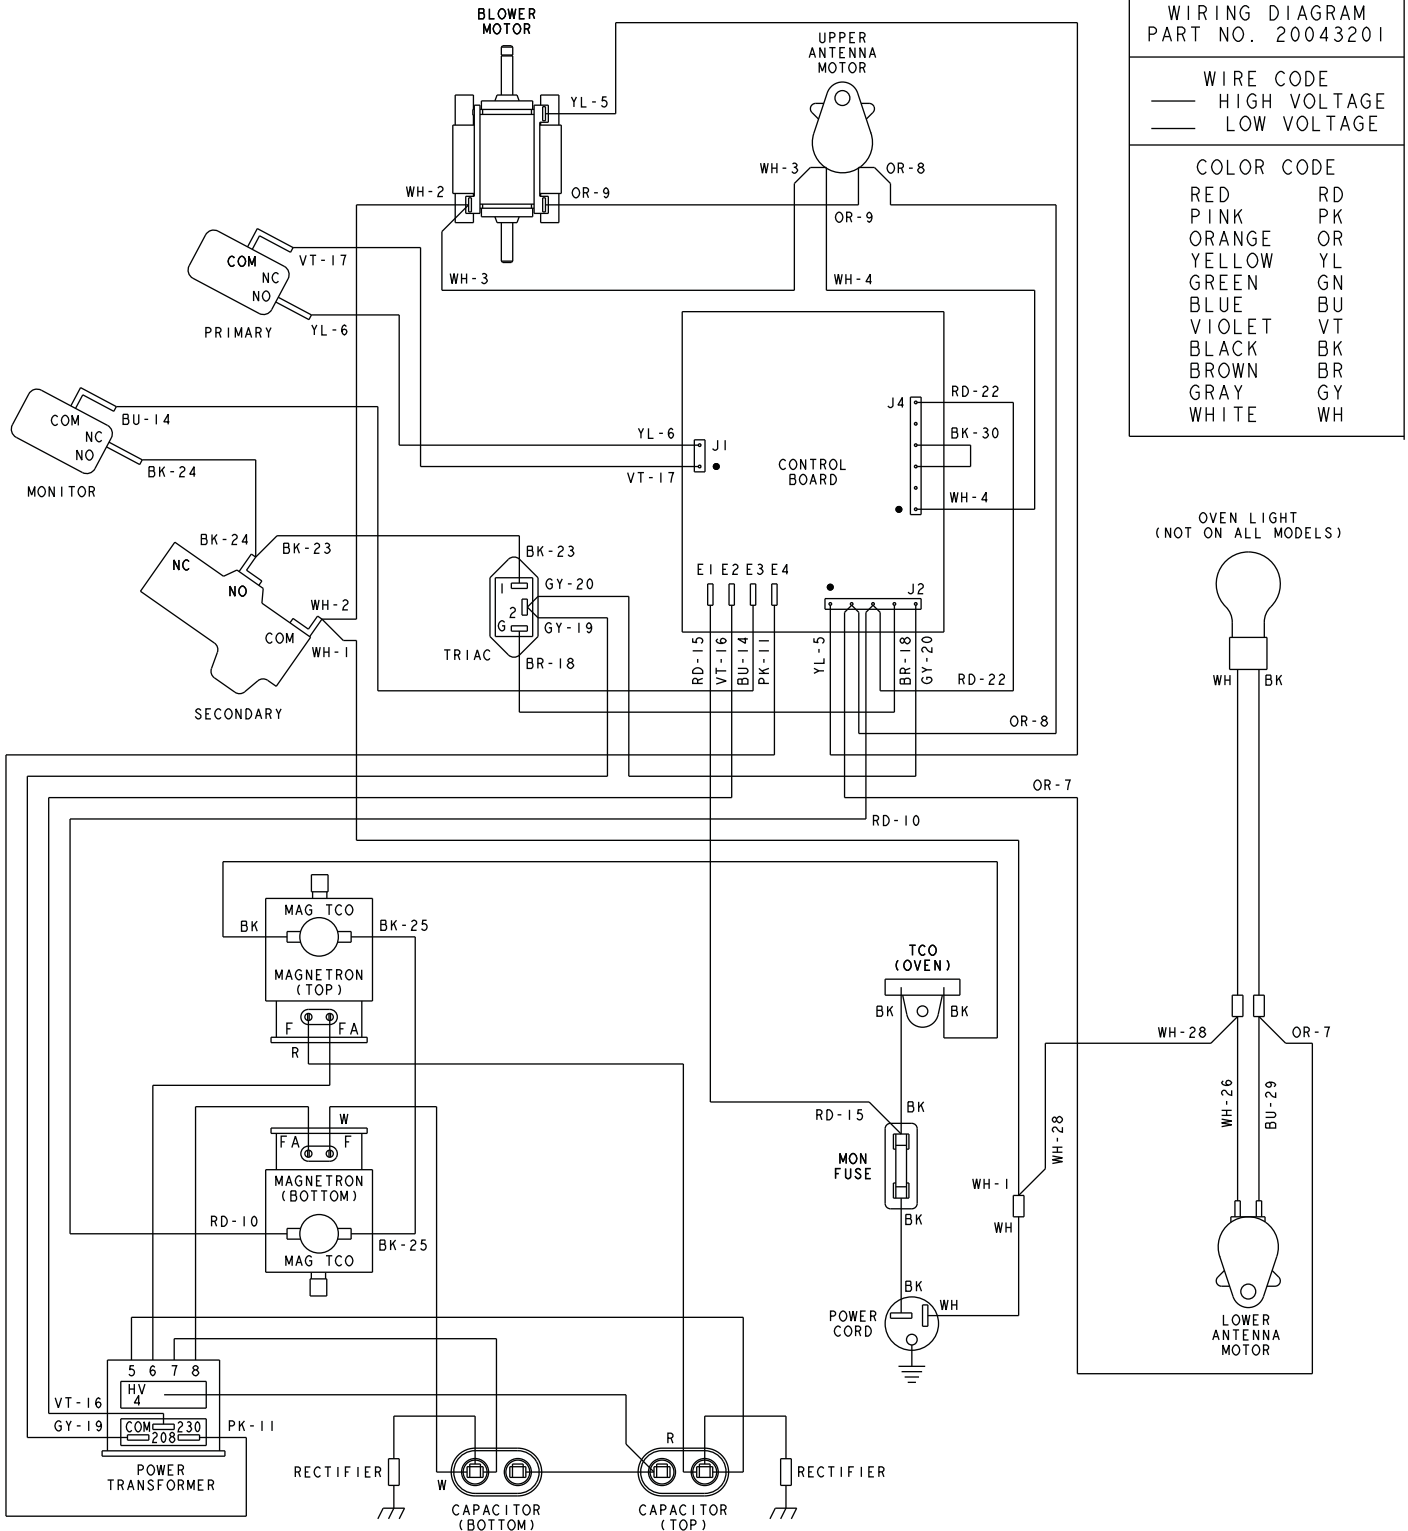 WIRING DIAGRAM
PART NO. 20043201
WIRE CODE
HIGH VOLTAGE
LOW VOLTAGE
COLOR CODE
RED RD
PINK PK
ORANGE OR
YELLOW YL
GREEN GN
BLUE BU
VIOLET VT
BLACK BK
BROWN BR
GRAY GY
WHITE WH
BLOWER
MOTOR
YL-5
WH-2
OR-9
WH-3
UPPER
ANTENNA
MOTOR
WH-3
OR-8
OR-9
WH-4
COM
NC
NO
VT-17
YL-6
PRIMARY
COM
NC
NO
BU-14
BK-24
MONITOR
BK-24
BK-23
NC
NO
COM
WH-2
WH-1
SECONDARY
BK-23
1
2
G
GY-20
GY-19
BR-18
TRIAC
YL-6
VT-17
J1
CONTROL
BOARD
J4
RD-22
BK-30
WH-4
E1 E2 E3 E4
J2
RD-15
VT-16
BU-14
PK-11
YL-5
BR-18
GY-20
RD-22
OR-8
OR-7
RD-10
OVEN LIGHT
(NOT ON ALL MODELS)
WH BK
WH-28
OR-7
WH-26
BU-29
WH-28
LOWER
ANTENNA
MOTOR
MAG TCO
BK
BK-25
MAGNETRON
(TOP)
F FA
R
W
FA F
MAGNETRON
(BOTTOM)
RD-10
BK-25
MAG TCO
TCO
(OVEN)
BK BK
RD-15
BK
MON
FUSE
BK
WH-1
WH
BK
WH
POWER
CORD
5 6 7 8
HV
4
VT-16
GY-19
COM 230
208
PK-11
POWER
TRANSFORMER
RECTIFIER
W
CAPACITOR
(BOTTOM)
R
CAPACITOR
(TOP)
RECTIFIER